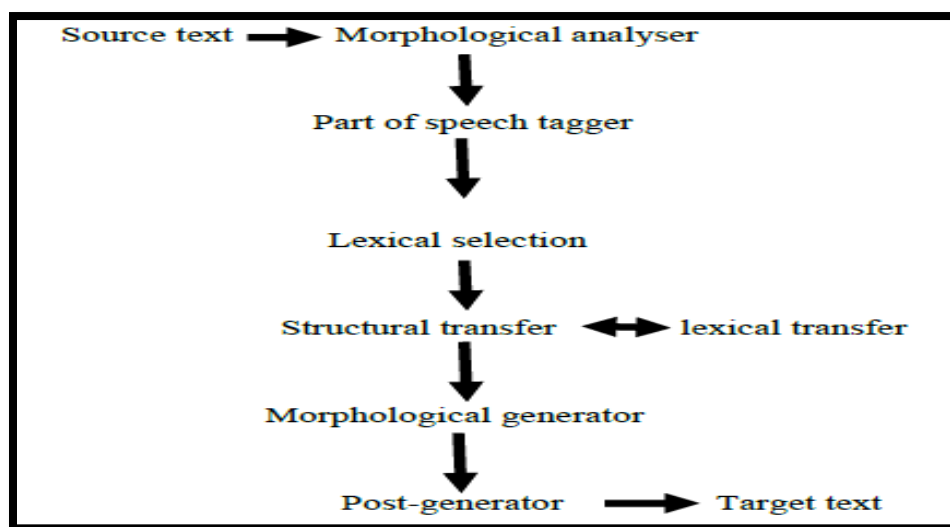 Source text Morphological analyser
Part of speech tagger
Lexical selection
Structural transfer lexical transfer
Morphological generator
Post-generator Target text